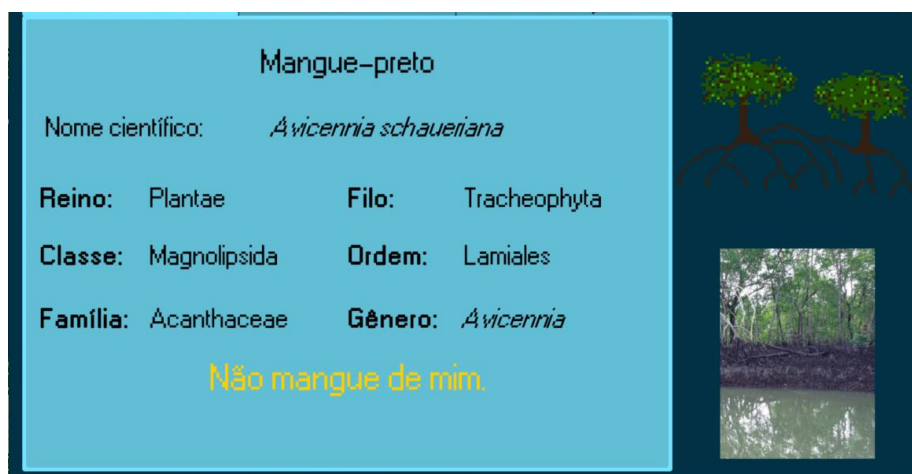 Mangue-preto
Nome científico: Avicennia schaueriana
Reino: Plantae Filo: Tracheophyta
Classe: Magnolipsida Ordem: Lamiales
Família: Acanthaceae Gênero: Avicennia
Não mangue de mim.